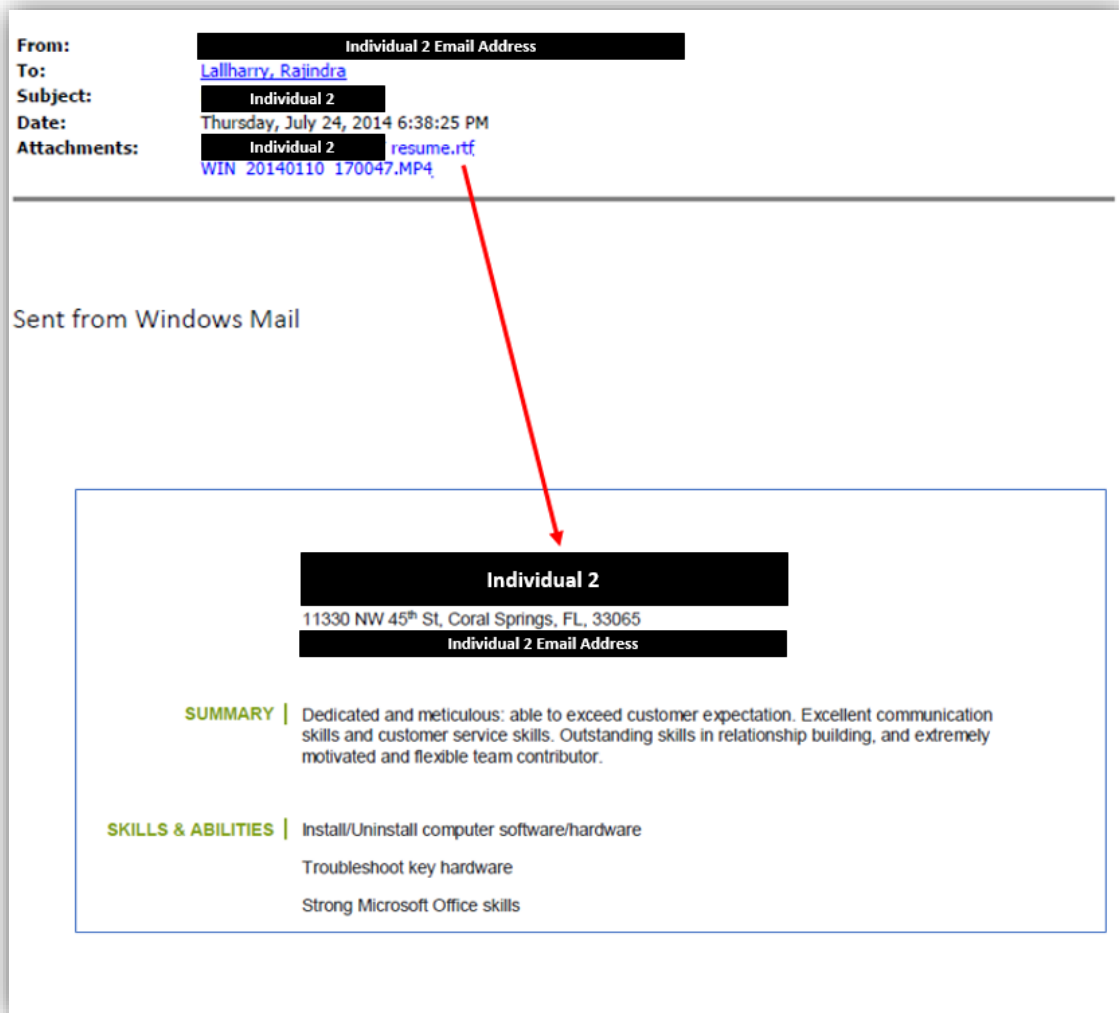 From: Individual 2 Email Address
To: Lallharry, Rajindra
Subject: Individual 2
Date: Thursday, July 24, 2014 6:38:25 PM
Attachments: Individual 2 resume.rtf
WIN_20140110_170047.MP4
Sent from Windows Mail
Individual 2
11330 NW 45th St, Coral Springs, FL, 33065
Individual 2 Email Address
SUMMARY Dedicated and meticulous: able to exceed customer expectation. Excellent communication
skills and customer service skills. Outstanding skills in relationship building, and extremely
motivated and flexible team contributor.
SKILLS & ABILITIES Install/Uninstall computer software/hardware
Troubleshoot key hardware
Strong Microsoft Office skills